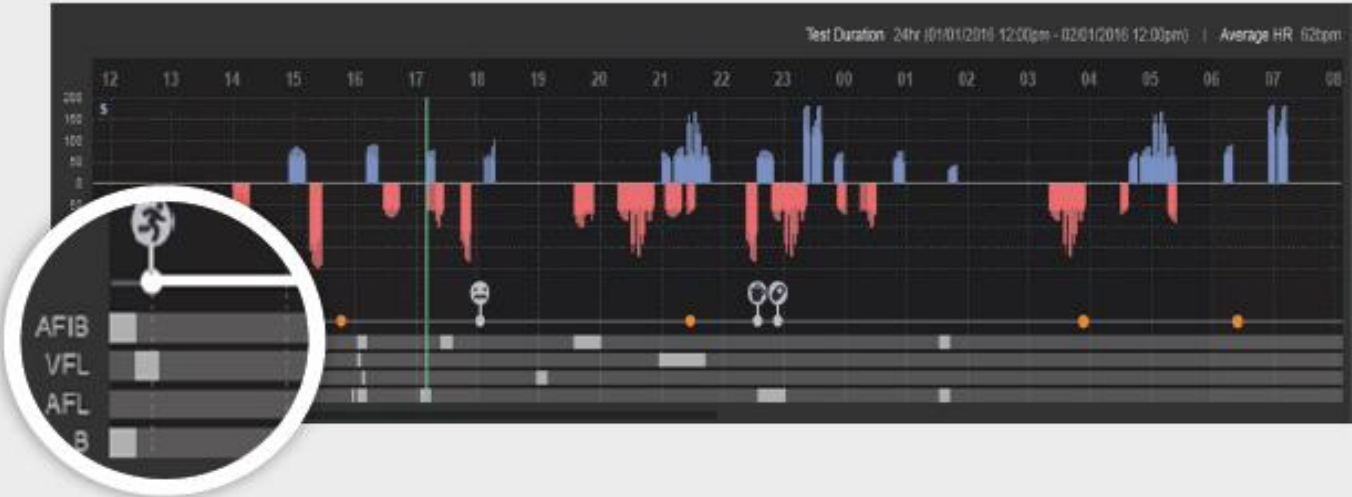 Test Duration 24hr (01/01/2016 12:00pm - 02/01/2016 12:00pm) | Average HR 62bpm
12 13 14 15 16 17 18 19 20 21 22 23 00 01 02 03 04 05 06 07 08
200
S
150
100
50
0
50
AFIB
VFL
AFL
B